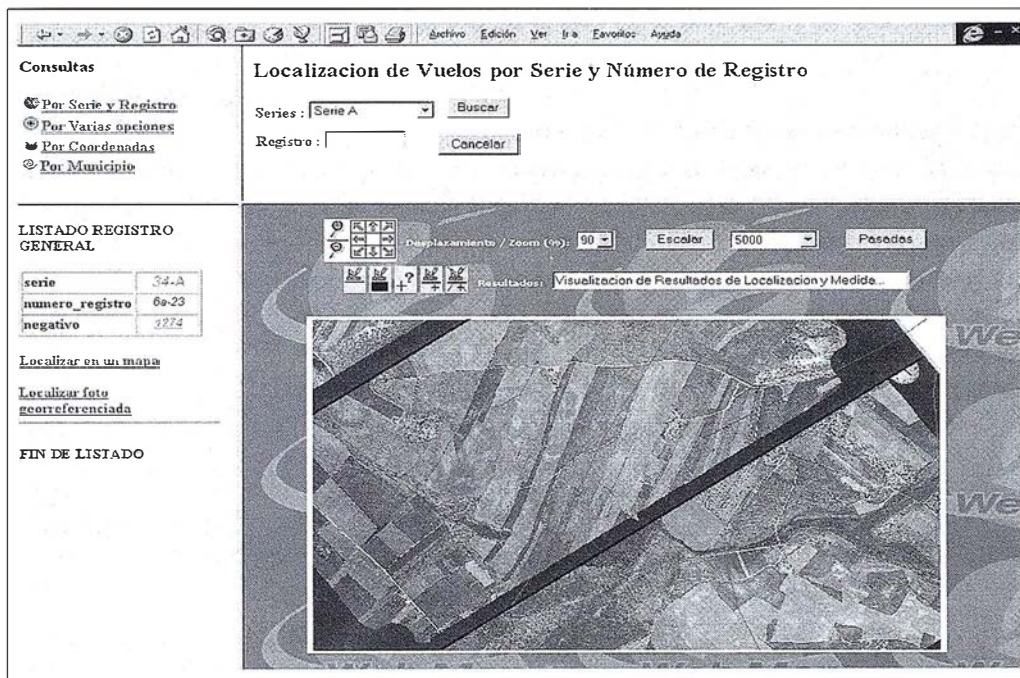 Archivo Edición Ver Ir a Favoritos Ayuda
Consultas
Por Serie y Registro
Por Varias opciones
Por Coordenadas
Por Municipio
Localizacion de Vuelos por Serie y Número de Registro
Series : Serie A Buscar
Registro : Cancelar
LISTADO REGISTRO
GENERAL
serie 34-A
numero_registro 6a-23
negativo 1274
Localizar en un mapa
Localizar foto
georreferenciada
FIN DE LISTADO
Desplazamiento / Zoom (%): 90 Escalar 5000 Pasadas
Resultados: Visualizacion de Resultados de Localizacion y Medida...
We
We